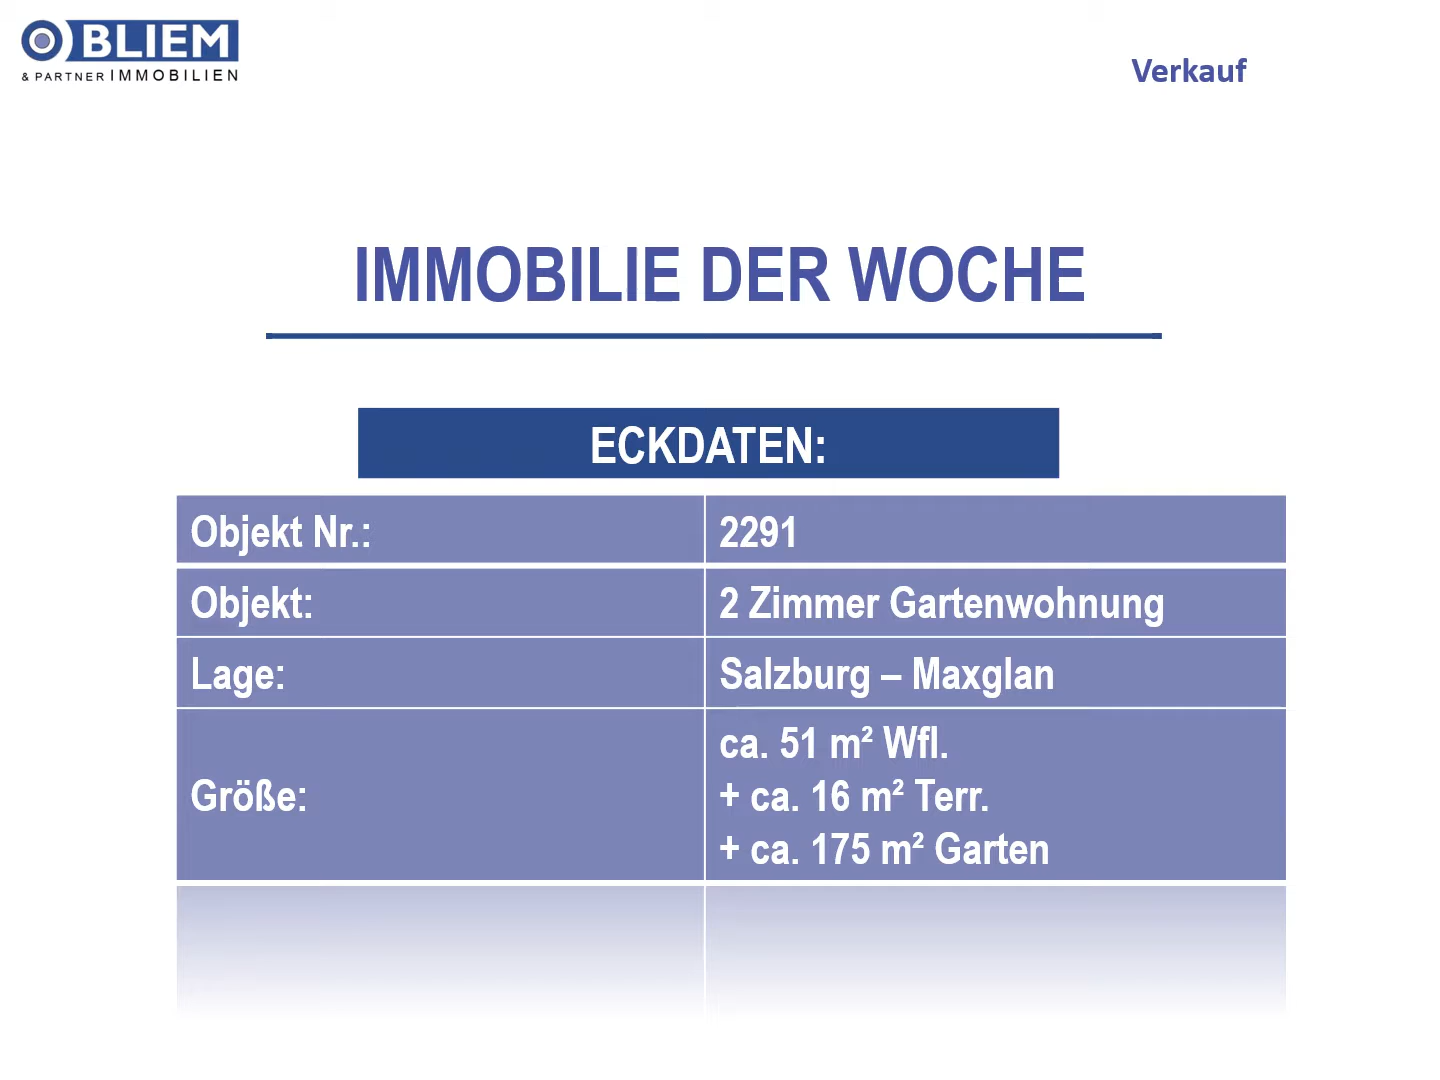 BLIEM
& PARTNER IMMOBILIEN
Verkauf
IMMOBILIE DER WOCHE
ECKDATEN:
Objekt Nr.: 2291
Objekt: 2 Zimmer Gartenwohnung
Lage: Salzburg – Maxglan
Größe: ca. 51 m² Wfl.
+ ca. 16 m² Terr.
+ ca. 175 m² Garten